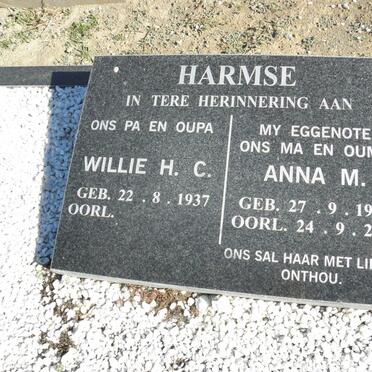 HARMSE
IN TERE HERINNERING AAN
ONS PA EN OUPA
WILLIE H. C.
GEB. 22 . 8 . 1937
OORL.
MY EGGENOTE
ONS MA EN
ANNA M.
GEB. 27 . 9 .
OORL. 24 . 9 .
ONS SAL HAAR MET
ONTHOU.